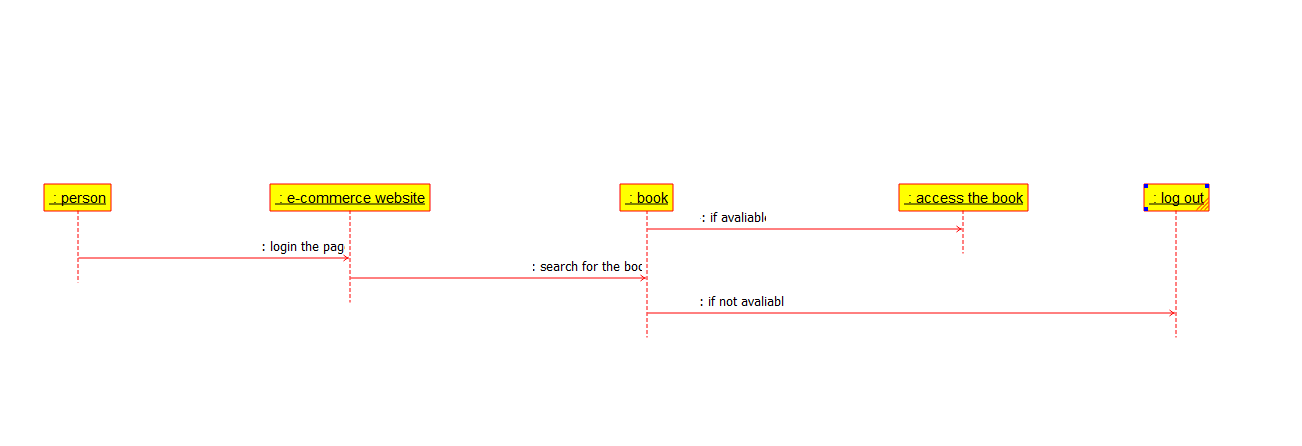 : person
: e-commerce website
: book
: access the book
: log out
: if avaliable
: login the pag
: search for the boo
: if not avaliabl